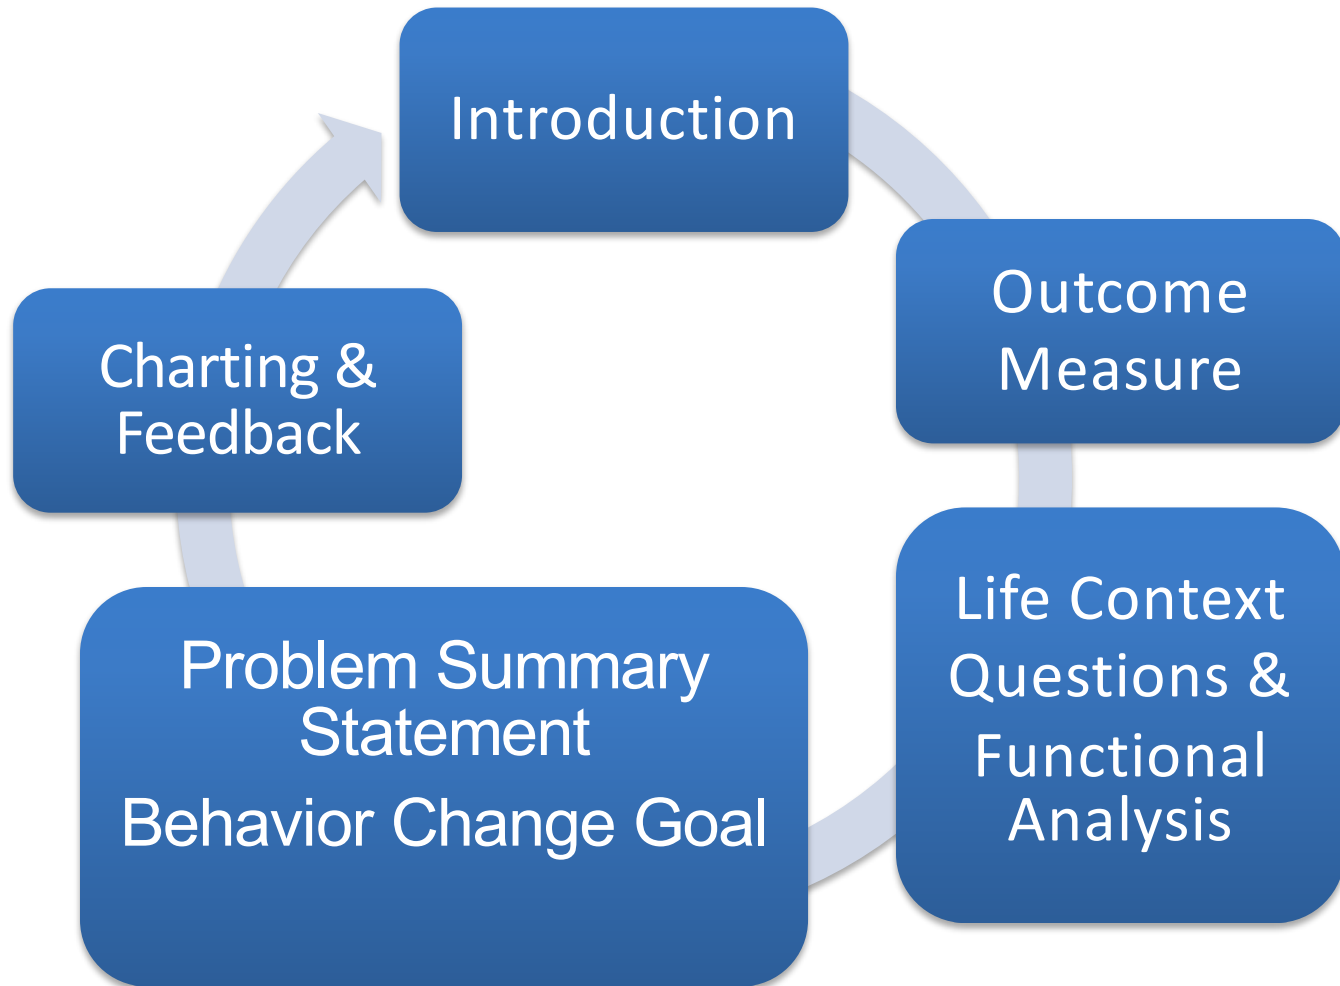 Introduction
Outcome
Measure
Life Context
Questions &
Functional
Analysis
Problem Summary
Statement
Behavior Change Goal
Charting &
Feedback